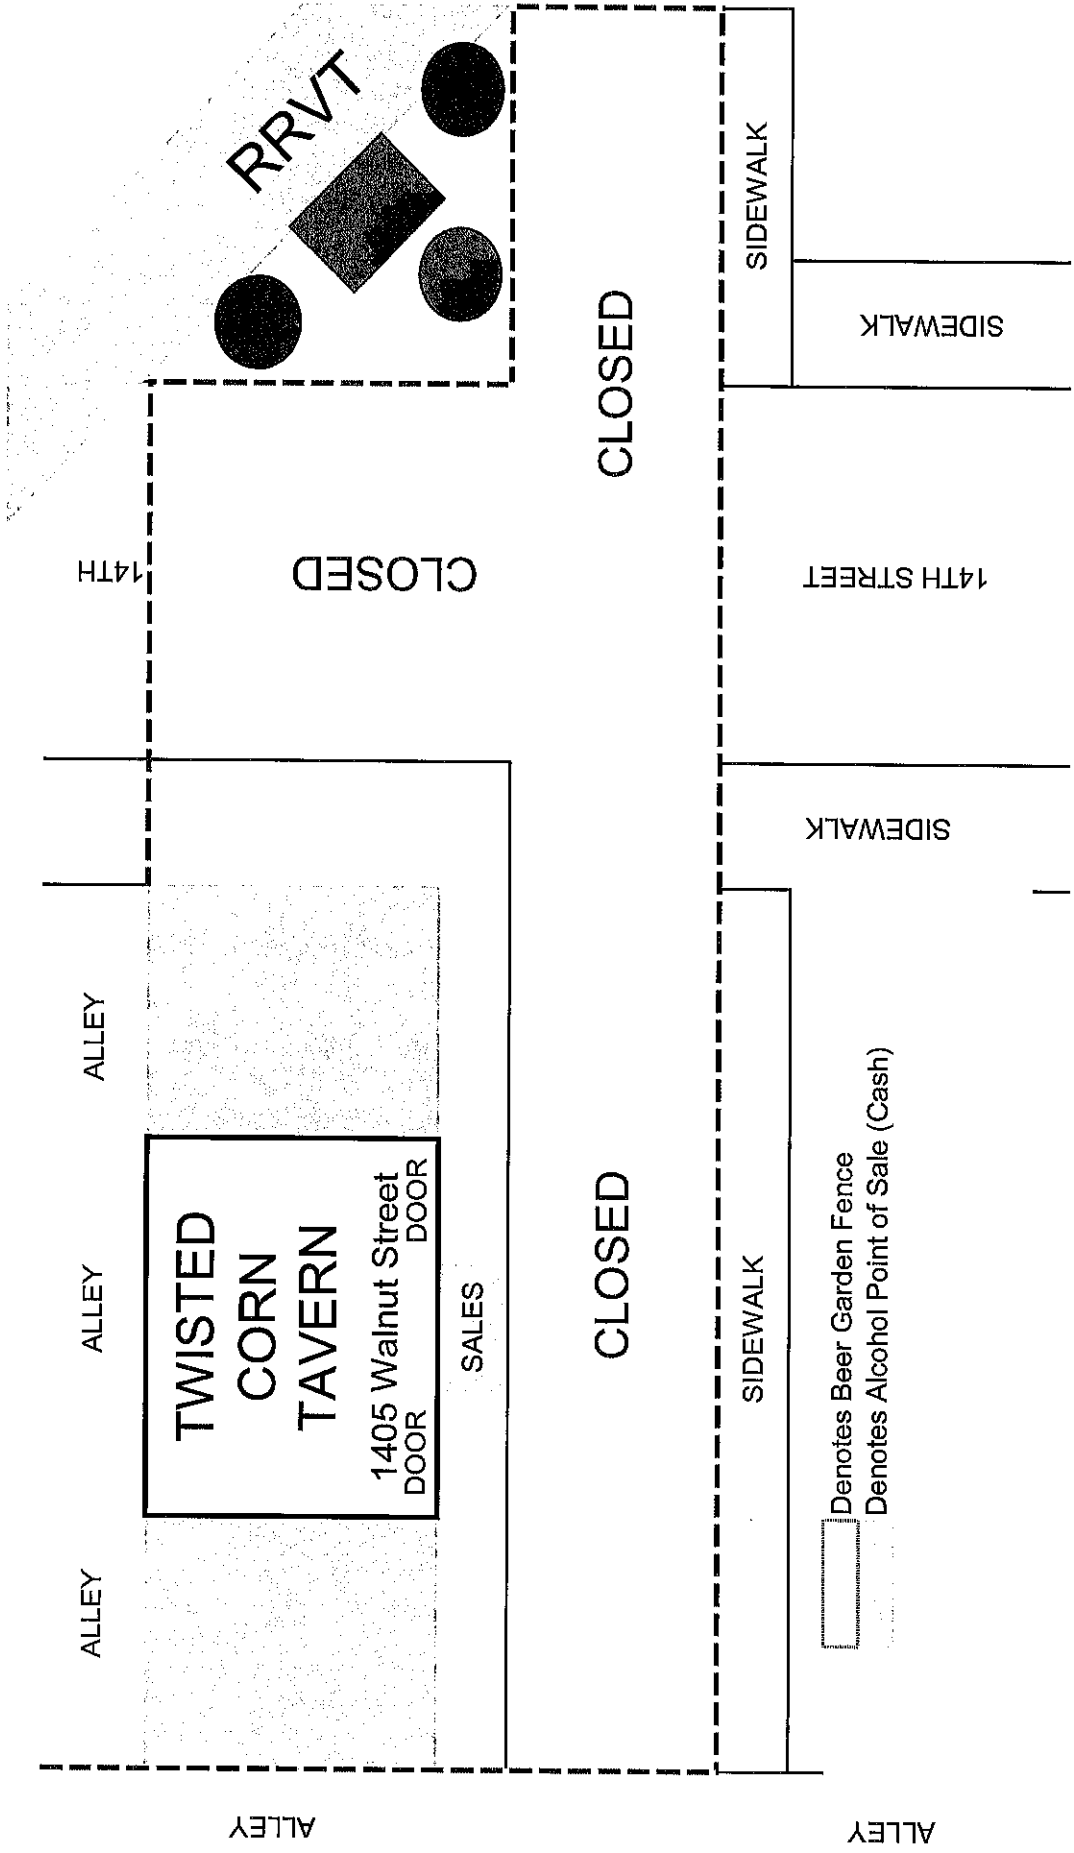 ALLEY
ALLEY
ALLEY
14TH
RRVT
TWISTED
CORN
TAVERN
1405 Walnut Street
DOOR
DOOR
SALES
CLOSED
CLOSED
CLOSED
SIDEWALK
SIDEWALK
SIDEWALK
SIDEWALK
14TH STREET
ALLEY
ALLEY
Denotes Beer Garden Fence
Denotes Alcohol Point of Sale (Cash)